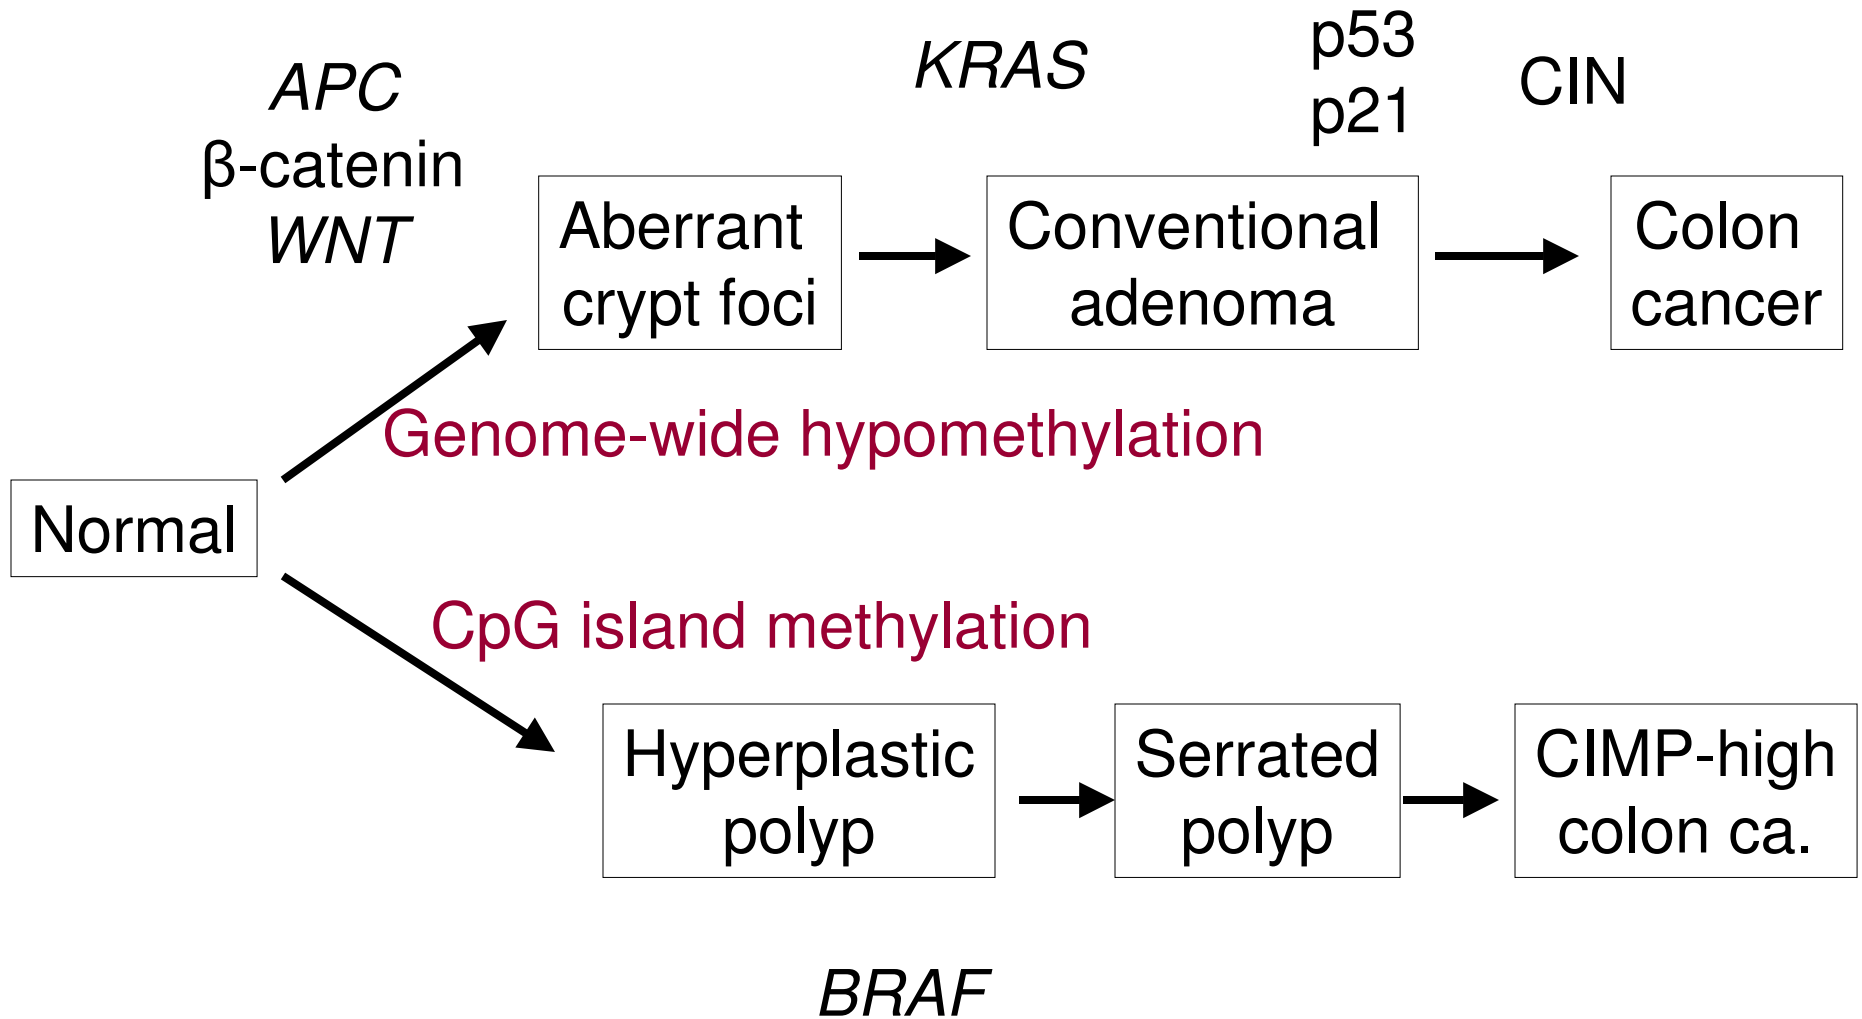 APC
β-catenin
WNT
KRAS
p53
p21
CIN
Aberrant
crypt foci
Conventional
adenoma
Colon
cancer
Genome-wide hypomethylation
Normal
CpG island methylation
Hyperplastic
polyp
Serrated
polyp
CIMP-high
colon ca.
BRAF